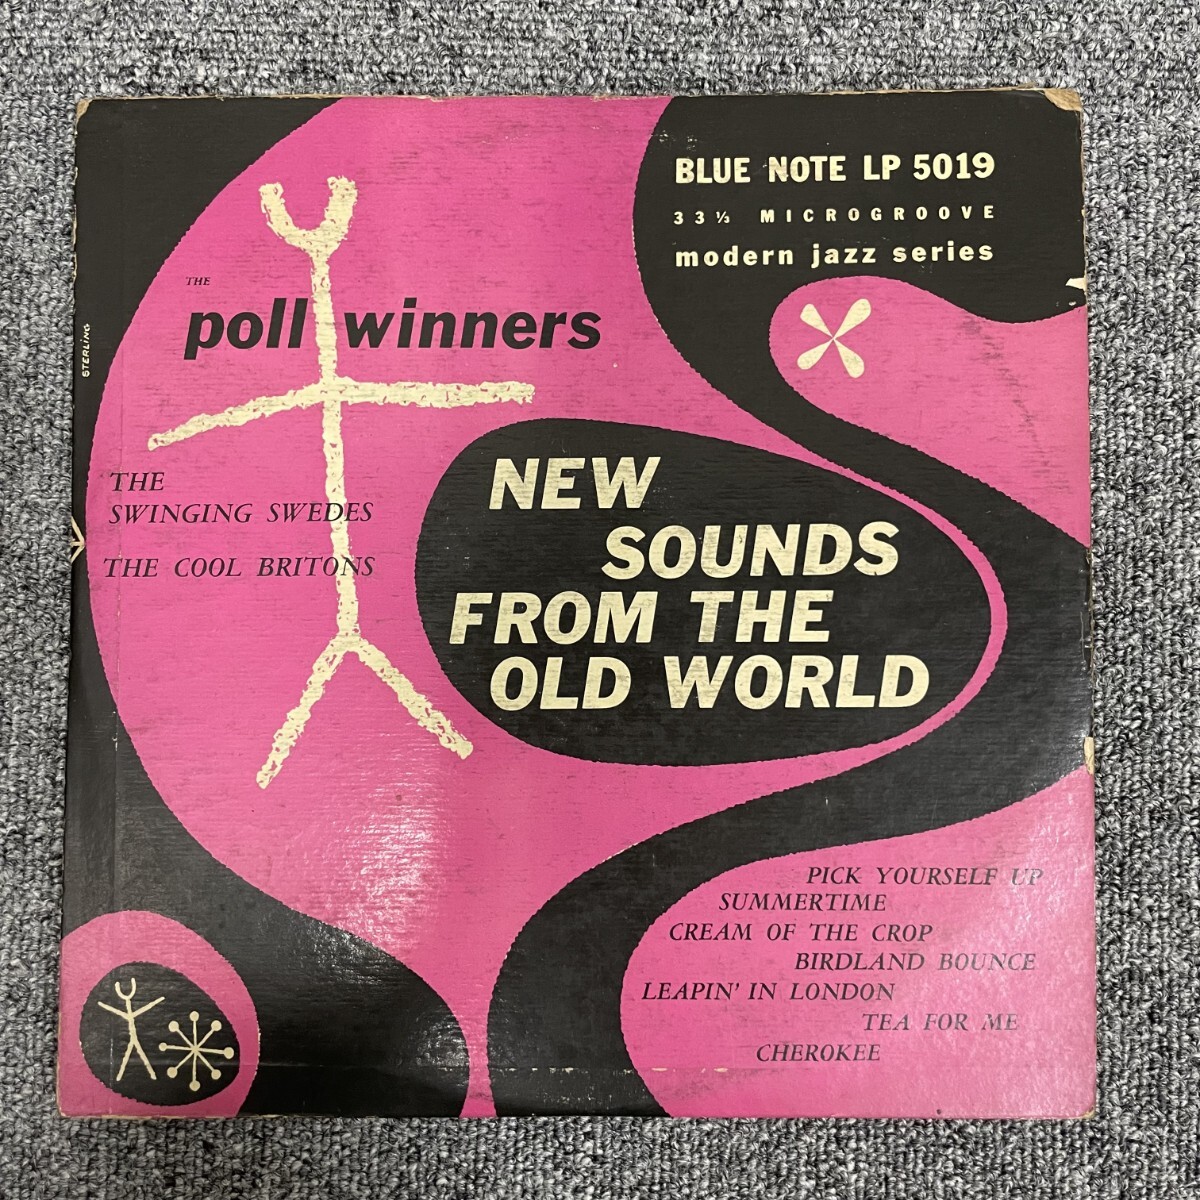 BLUE NOTE LP 5019
33⅓ MICROGROOVE
modern jazz series
THE
poll winners
STERLING
THE
SWINGING SWEDES
THE COOL BRITONS
NEW
SOUNDS
FROM THE
OLD WORLD
PICK YOURSELF UP
SUMMERTIME
CREAM OF THE CROP
BIRDLAND BOUNCE
LEAPIN' IN LONDON
TEA FOR ME
CHEROKEE